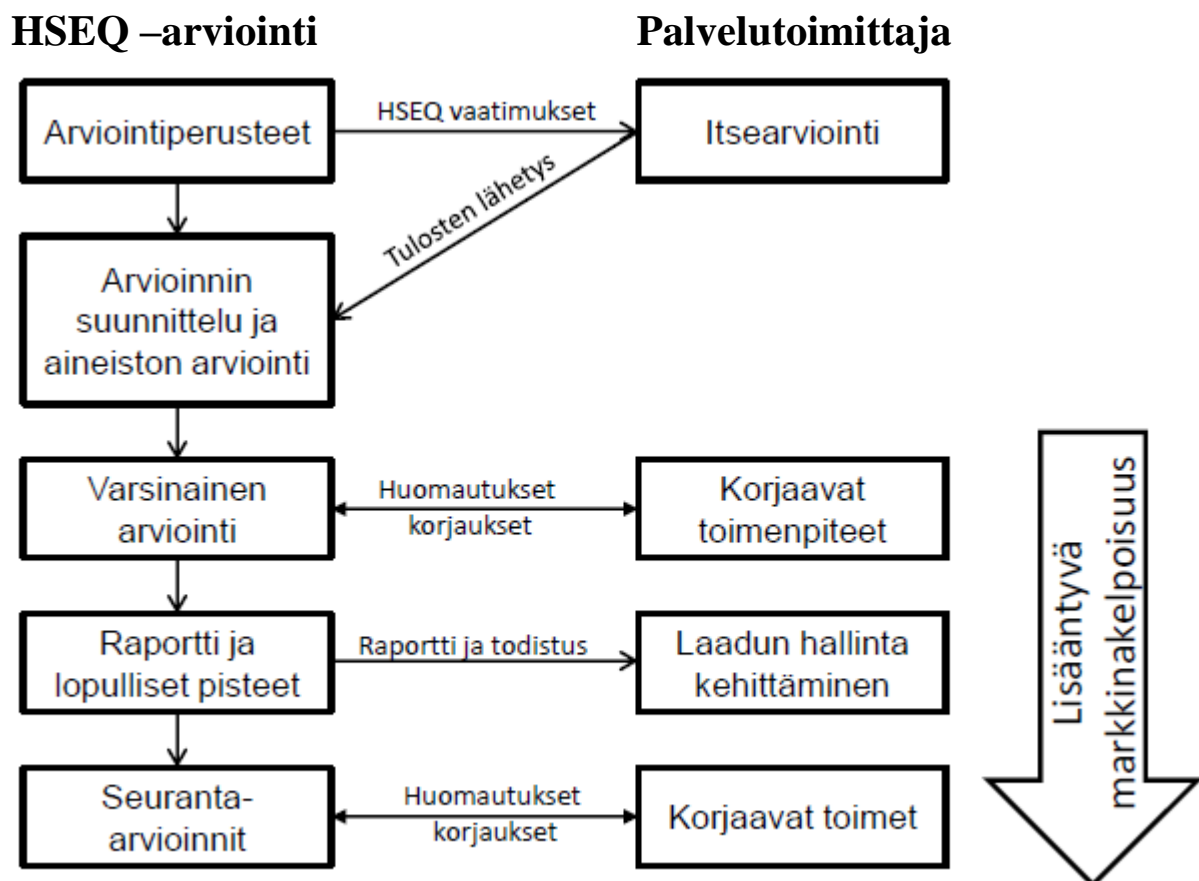 HSEQ –arviointi
Palvelutoimittaja
Arviointiperusteet
HSEQ vaatimukset
Itsearviointi
Tulosten lähetys
Arvioinnin
suunnittelu ja
aineiston arviointi
Varsinainen
arviointi
Huomautukset
korjaukset
Korjaavat
toimenpiteet
Raportti ja
lopulliset pisteet
Raportti ja todistus
Laadun hallinta
kehittäminen
Seuranta-
arvioinnit
Huomautukset
korjaukset
Korjaavat toimet
Lisääntyvä
markkinakelpoisuus